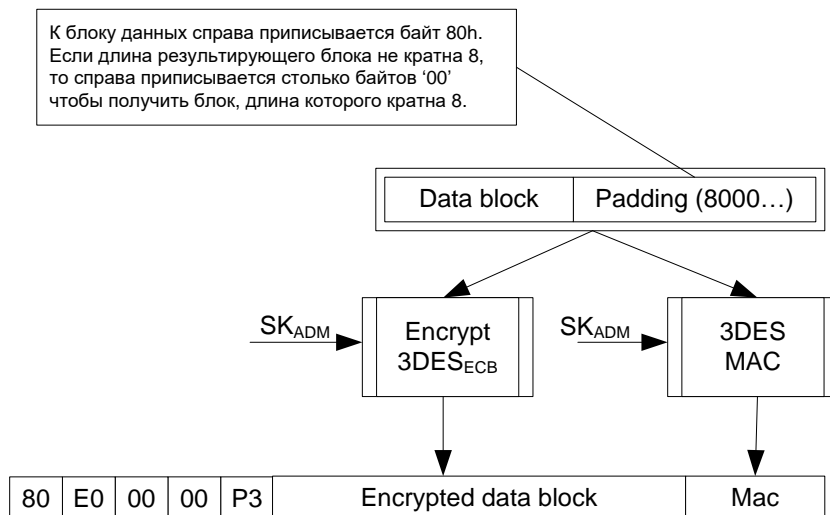 К блоку данных справа приписывается байт 80h.
Если длина результирующего блока не кратна 8,
то справа приписывается столько байтов ‘00’
чтобы получить блок, длина которого кратна 8.
Data block Padding (8000…)
SKADM Encrypt 3DESECB
SKADM 3DES MAC
80 E0 00 00 P3 Encrypted data block Mac